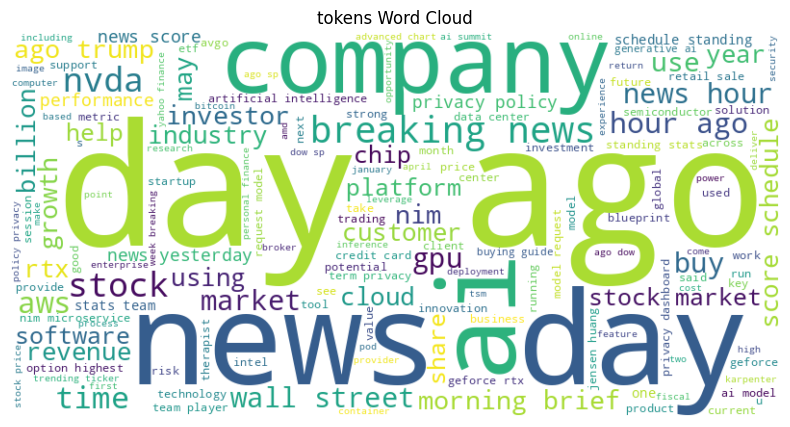 tokens Word Cloud
including
news score
etf
avgo
advanced chart
ai summit
online
schedule standing
ago trump
support
ago sp
company
opportunity
generative ai
use
year
image
nvda
may
yahoo finance
artificial intelligence
retail sale
return
future
news hour
security
computer
performance
metric
bitcoin
strong
privacy policy
experience
semiconductor
solution
based
s
help
investor
amd
next
breaking news
data center
hour ago
billion
industry
chip
month
investment
standing stats
across
deliver
research
dow sp
april
price
center
day ago
growth
session
point
startup
january
platform
take
leverage
trading
used
power
global
blueprint
score schedule
personal finance
request model
nim
customer
model
model request
policy privacy
make
good
week breaking
news
yesterday
broker
inference
client
buying guide
ago dow
come
work
rtx
credit card
potential
gpu
running
buy
said
run
key
provide
enterprise
stock
using
term privacy
deployment
see
ai
stock market
cost
aws
stats team
market
cloud
tool
innovation
tsm
privacy dashboard
nim microservice
news day
share
business
jensen huang
feature
two
high
software
process
therapist
intel
value
pod
provider
geforce
revenue
risk
geforce rtx
karpenter
option highest
technology
ai model
stock price
trending ticker
first
time
team player
wall street
container
morning brief
one
product
fiscal
current
u